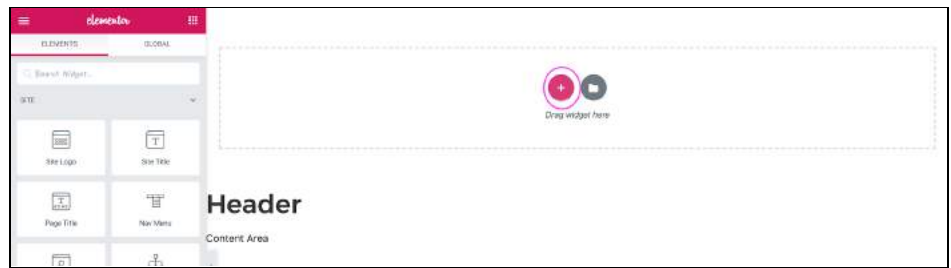 elementor
ELEMENTS GLOBAL
Search Widget...
SITE
Site Logo Site Title
Page Title Nav Menu
Drag widget here
Header
Content Area